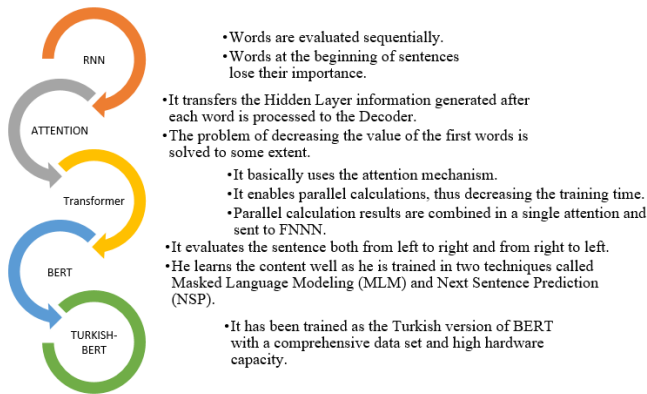 RNN
•Words are evaluated sequentially.
•Words at the beginning of sentences
lose their importance.
ATTENTION
•It transfers the Hidden Layer information generated after
each word is processed to the Decoder.
•The problem of decreasing the value of the first words is
solved to some extent.
Transformer
•It basically uses the attention mechanism.
•It enables parallel calculations, thus decreasing the training time.
•Parallel calculation results are combined in a single attention and
sent to FNNN.
BERT
•It evaluates the sentence both from left to right and from right to left.
•He learns the content well as he is trained in two techniques called
Masked Language Modeling (MLM) and Next Sentence Prediction
(NSP).
TURKISH-
BERT
•It has been trained as the Turkish version of BERT
with a comprehensive data set and high hardware
capacity.